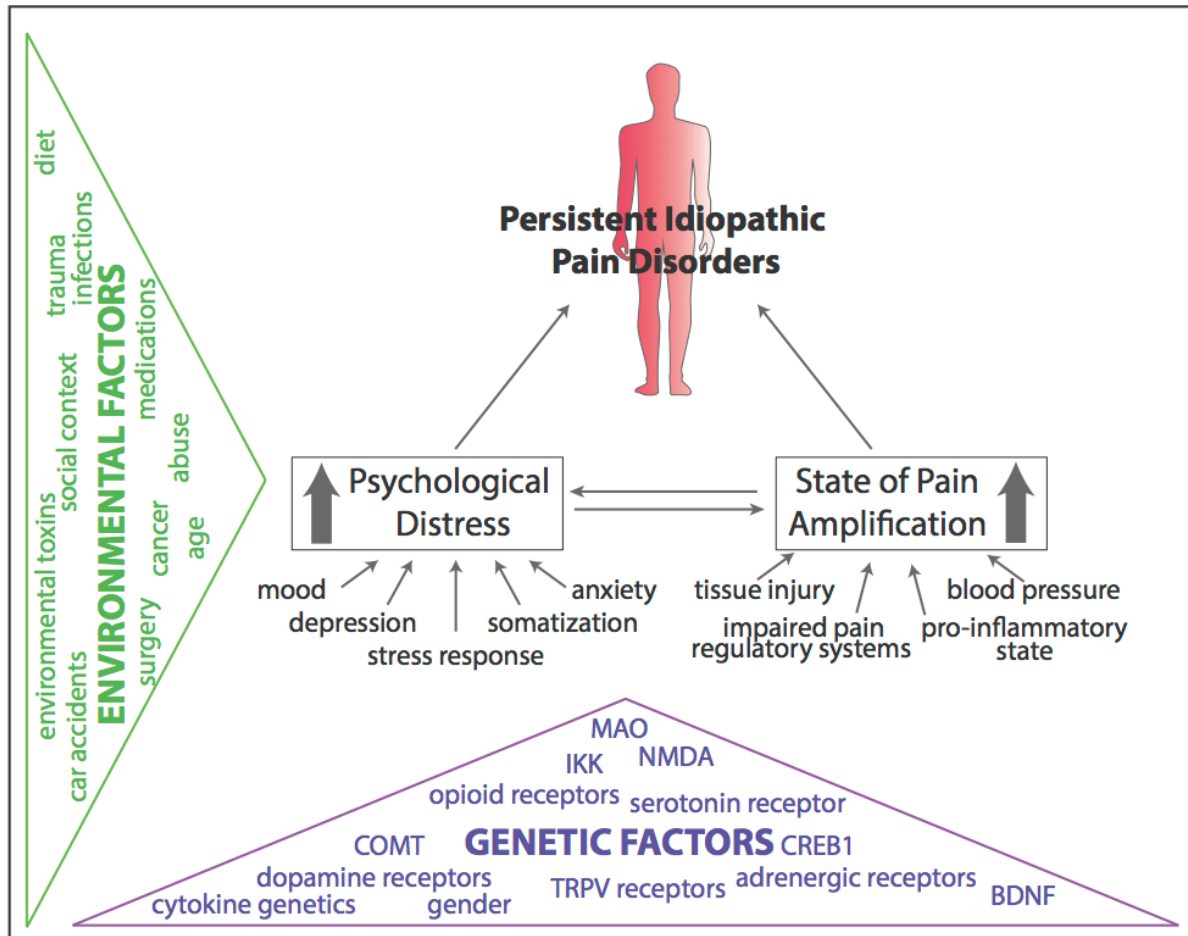 Persistent Idiopathic
Pain Disorders
Psychological
Distress
State of Pain
Amplification
mood
anxiety
depression
somatization
stress response
tissue injury
blood pressure
impaired pain
regulatory systems
pro-inflammatory
state
ENVIRONMENTAL FACTORS
diet
trauma
infections
medications
social context
abuse
environmental toxins
cancer
age
surgery
car accidents
MAO
IKK
NMDA
opioid receptors
serotonin receptor
COMT
GENETIC FACTORS
CREB1
dopamine receptors
TRPV receptors
adrenergic receptors
cytokine genetics
gender
BDNF